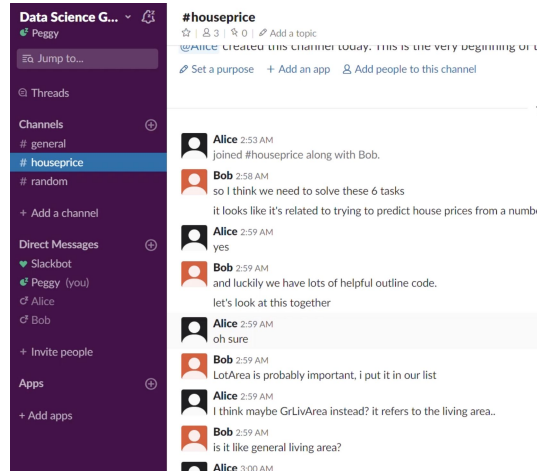 Data Science G...
Peggy
Jump to...
Threads
Channels
# general
# houseprice
# random
+ Add a channel
Direct Messages
Slackbot
Peggy (you)
Alice
Bob
+ Invite people
Apps
+ Add apps
#houseprice
3 | 0 | Add a topic
@Alice created this channel today. This is the very beginning of
Set a purpose + Add an app Add people to this channel
Alice 2:53 AM
joined #houseprice along with Bob.
Bob 2:58 AM
so I think we need to solve these 6 tasks
it looks like it's related to trying to predict house prices from a numbe
Alice 2:59 AM
yes
Bob 2:59 AM
and luckily we have lots of helpful outline code.
let's look at this together
Alice 2:59 AM
oh sure
Bob 2:59 AM
LotArea is probably important, i put it in our list
Alice 2:59 AM
I think maybe GrLivArea instead? it refers to the living area..
Bob 2:59 AM
is it like general living area?
Alice 3:00 AM